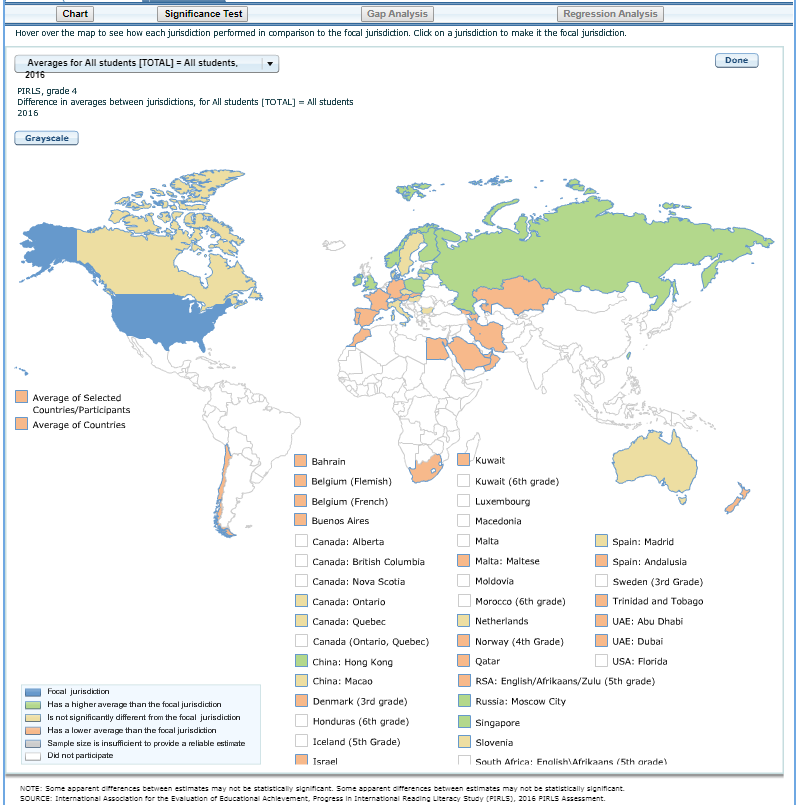 Chart
Significance Test
Gap Analysis
Regression Analysis
Hover over the map to see how each jurisdiction performed in comparison to the focal jurisdiction. Click on a jurisdiction to make it the focal jurisdiction.
Averages for All students [TOTAL] = All students,
2016
Done
PIRLS, grade 4
Difference in averages between jurisdictions, for All students [TOTAL] = All students
2016
Grayscale
Average of Selected
Countries/Participants
Average of Countries
Bahrain
Belgium (Flemish)
Belgium (French)
Buenos Aires
Canada: Alberta
Canada: British Columbia
Canada: Nova Scotia
Canada: Ontario
Canada: Quebec
Canada (Ontario, Quebec)
China: Hong Kong
China: Macao
Denmark (3rd grade)
Honduras (6th grade)
Iceland (5th Grade)
Israel
Kuwait
Kuwait (6th grade)
Luxembourg
Macedonia
Malta
Malta: Maltese
Moldovia
Morocco (6th grade)
Netherlands
Norway (4th Grade)
Qatar
RSA: English/Afrikaans/Zulu (5th grade)
Russia: Moscow City
Singapore
Slovenia
South Africa: English\Afrikaans (5th grade)
Spain: Madrid
Spain: Andalusia
Sweden (3rd Grade)
Trinidad and Tobago
UAE: Abu Dhabi
UAE: Dubai
USA: Florida
Focal jurisdiction
Has a higher average than the focal jurisdiction
Is not significantly different from the focal jurisdiction
Has a lower average than the focal jurisdiction
Sample size is insufficient to provide a reliable estimate
Did not participate
NOTE: Some apparent differences between estimates may not be statistically significant. Some apparent differences between estimates may not be statistically significant.
SOURCE: International Association for the Evaluation of Educational Achievement, Progress in International Reading Literacy Study (PIRLS), 2016 PIRLS Assessment.